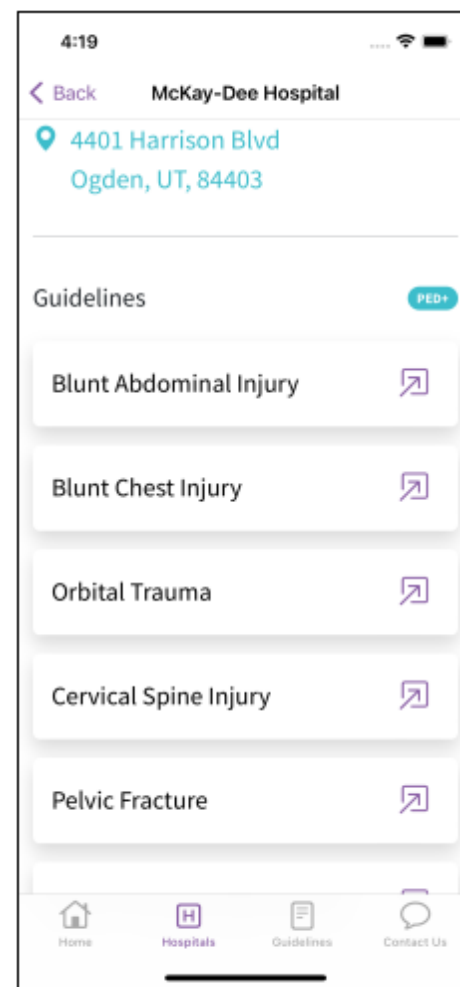 4:19
Back
McKay-Dee Hospital
4401 Harrison Blvd
Ogden, UT, 84403
Guidelines
PED+
Blunt Abdominal Injury
Blunt Chest Injury
Orbital Trauma
Cervical Spine Injury
Pelvic Fracture
H
Home
Hospitals
Guidelines
Contact Us